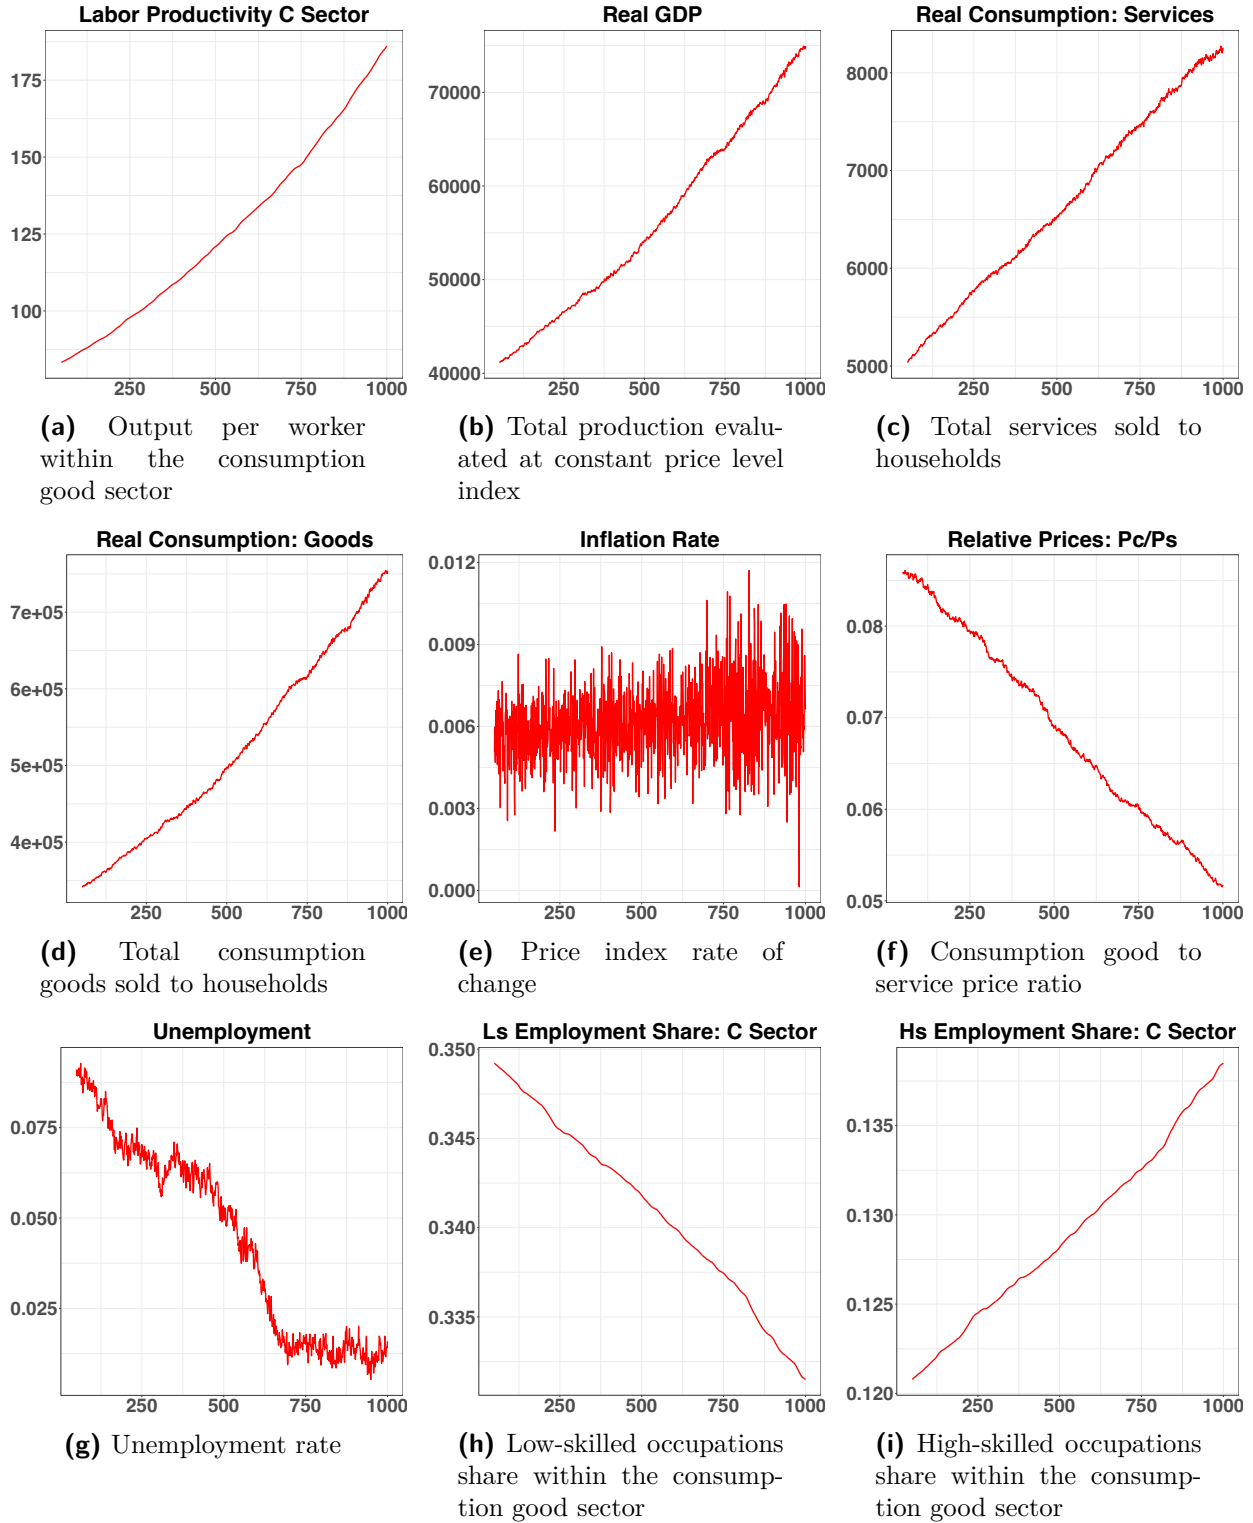 Labor Productivity C Sector
175
150
125
100
250
500
750
1000
(a) Output per worker
within the consumption
good sector
Real GDP
70000
60000
50000
40000
250
500
750
1000
(b) Total production evalu-
ated at constant price level
index
Real Consumption: Services
8000
7000
6000
5000
250
500
750
1000
(c) Total services sold to
households
Real Consumption: Goods
7e+05
6e+05
5e+05
4e+05
250
500
750
1000
(d) Total consumption
goods sold to households
Inflation Rate
0.012
0.009
0.006
0.003
0.000
250
500
750
1000
(e) Price index rate of
change
Relative Prices: Pc/Ps
0.08
0.07
0.06
0.05
250
500
750
1000
(f) Consumption good to
service price ratio
Unemployment
0.075
0.050
0.025
250
500
750
1000
(g) Unemployment rate
Ls Employment Share: C Sector
0.350
0.345
0.340
0.335
250
500
750
1000
(h) Low-skilled occupations
share within the consump-
tion good sector
Hs Employment Share: C Sector
0.135
0.130
0.125
0.120
250
500
750
1000
(i) High-skilled occupations
share within the consump-
tion good sector